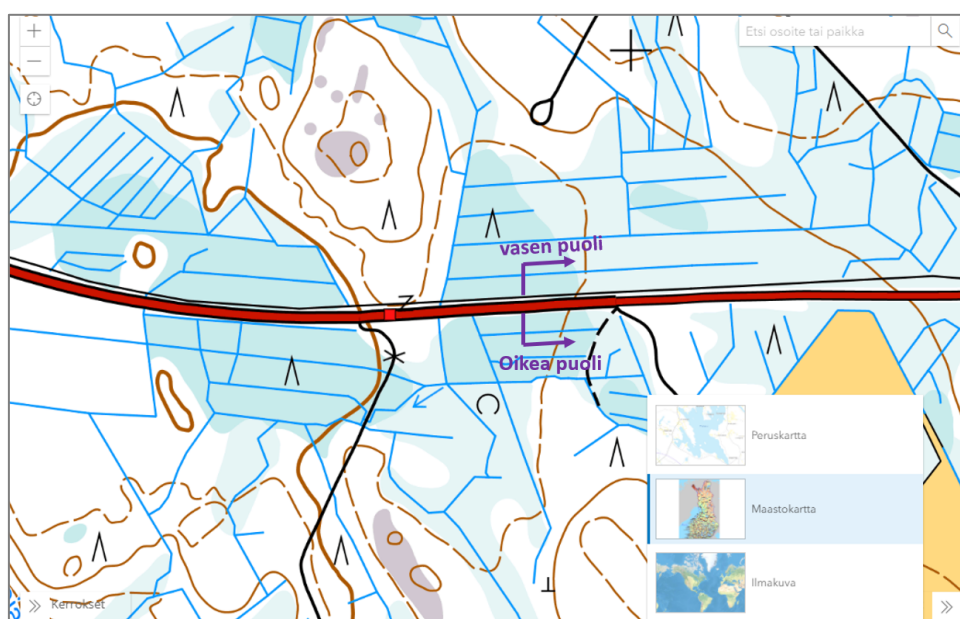 Etsi osoite tai paikka
vasen puoli
Oikea puoli
Peruskartta
Maastokartta
Ilmakuva
Kerrokset